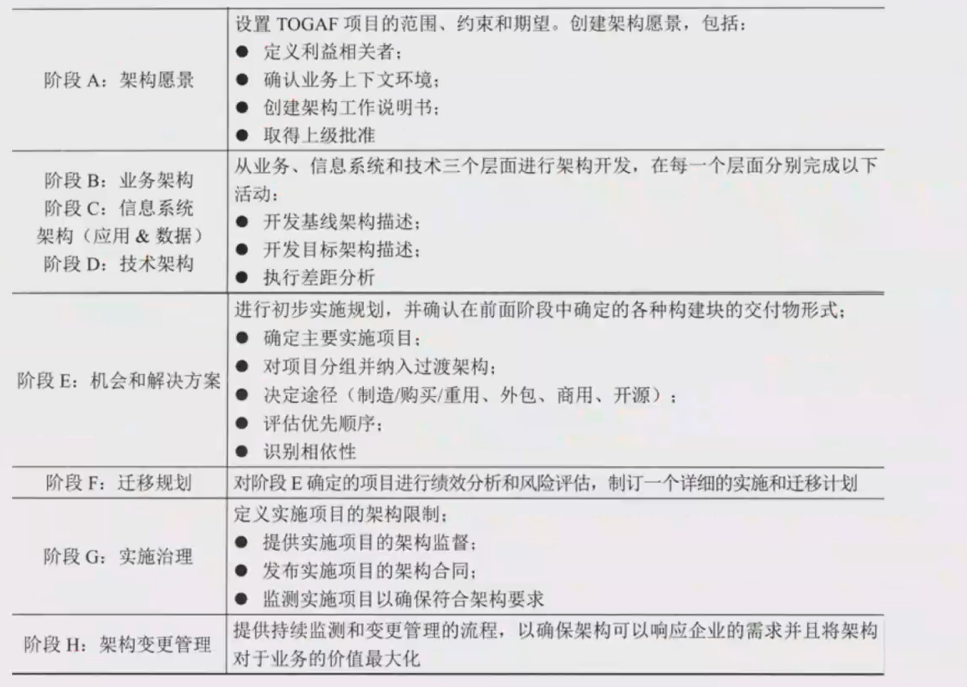 设置 TOGAF 项目的范围、约束和期望。创建架构愿景，包括：
● 定义利益相关者；
阶段 A：架构愿景
● 确认业务上下文环境；
● 创建架构工作说明书；
● 取得上级批准
阶段 B：业务架构
阶段 C：信息系统
架构（应用 & 数据）
阶段 D：技术架构
从业务、信息系统和技术三个层面进行架构开发，在每一个层面分别完成以下
活动：
● 开发基线架构描述；
● 开发目标架构描述；
● 执行差距分析
阶段 E：机会和解决方案
进行初步实施规划，并确认在前面阶段中确定的各种构建块的交付物形式；
● 确定主要实施项目；
● 对项目分组并纳入过渡架构；
● 决定途径（制造/购买/重用、外包、商用、开源）；
● 评估优先顺序；
● 识别相依性
阶段 F：迁移规划
对阶段 E 确定的项目进行绩效分析和风险评估，制订一个详细的实施和迁移计划
阶段 G：实施治理
定义实施项目的架构限制；
● 提供实施项目的架构监督；
● 发布实施项目的架构合同；
● 监测实施项目以确保符合架构要求
阶段 H：架构变更管理
提供持续监测和变更管理的流程，以确保架构可以响应企业的需求并且将架构
对于业务的价值最大化